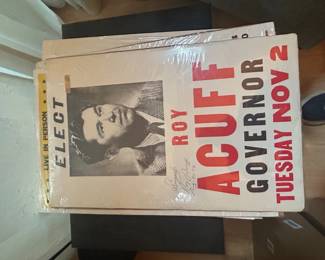 LIVE IN PERSON
ELECT
ROY
ACUFF
GOVERNOR
TUESDAY NOV 2